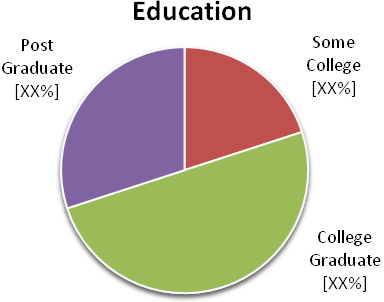 Education
Post
Graduate
[XX%]
Some
College
[XX%]
College
Graduate
[XX%]